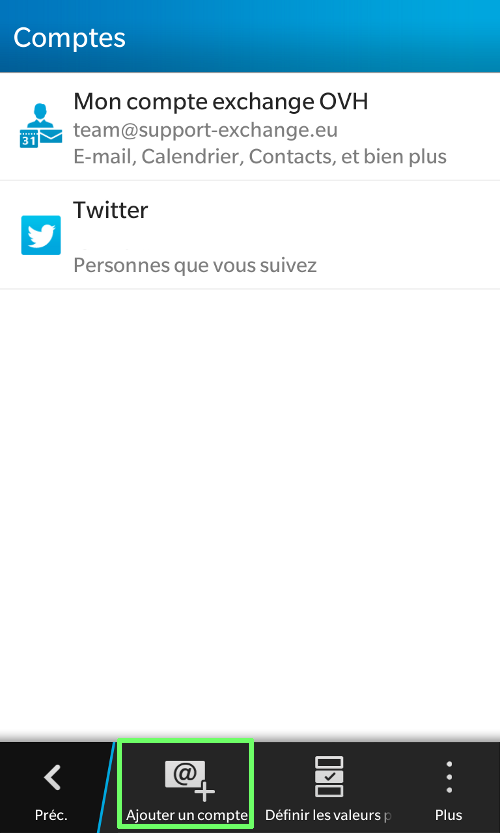 Comptes
Mon compte exchange OVH
team@support-exchange.eu
31
E-mail, Calendrier, Contacts, et bien plus
Twitter
Personnes que vous suivez
@
Préc.
Ajouter un compte
Définir les valeurs p
Plus